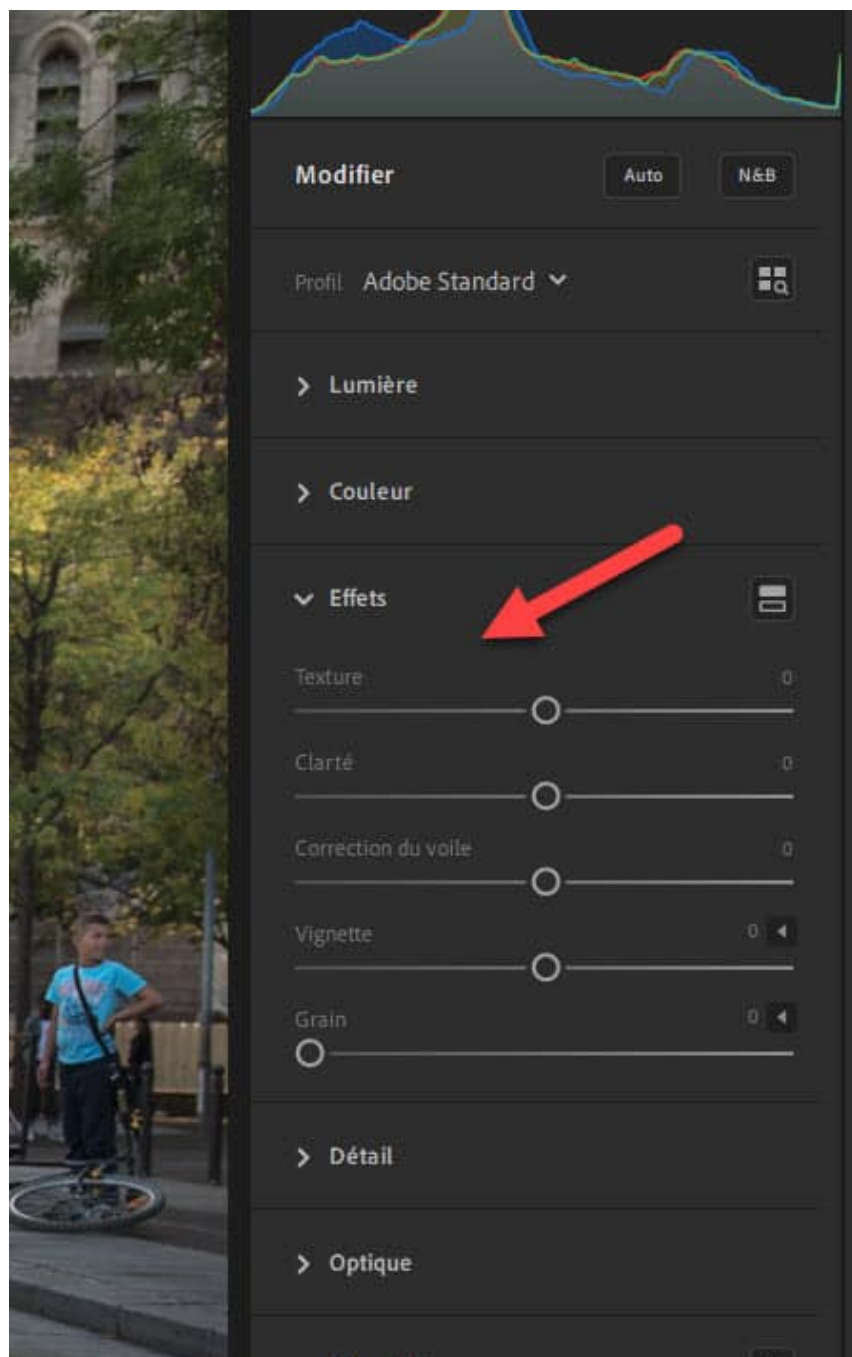 Modifier Auto N&B
Profil Adobe Standard
Lumière
Couleur
Effets
Texture 0
Clarté 0
Correction du voile 0
Vignette 0
Grain 0
Détail
Optique